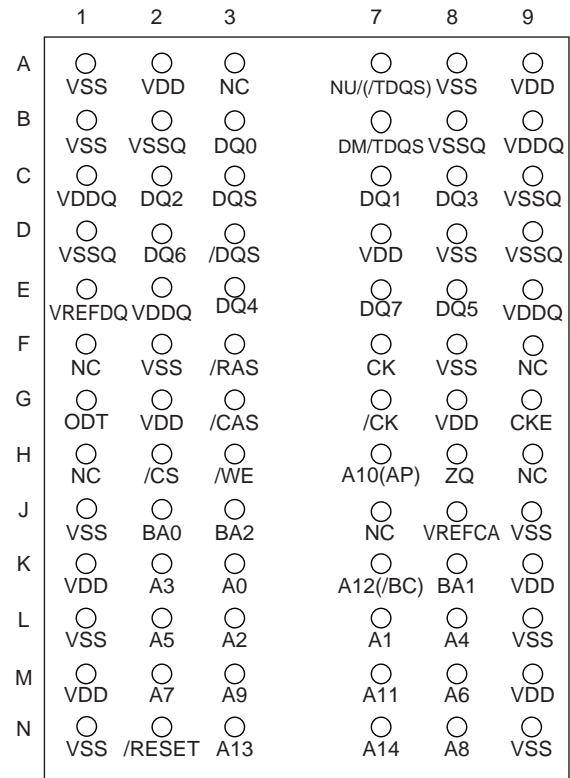 1 2 3 7 8 9
A
VSS VDD NC NU/(/TDQS) VSS VDD
B
VSS VSSQ DQ0 DM/TDQS VSSQ VDDQ
C
VDDQ DQ2 DQS DQ1 DQ3 VSSQ
D
VSSQ DQ6 /DQS VDD VSS VSSQ
E
VREFDQ VDDQ DQ4 DQ7 DQ5 VDDQ
F
NC VSS /RAS CK VSS NC
G
ODT VDD /CAS /CK VDD CKE
H
NC /CS /WE A10(AP) ZQ NC
J
VSS BA0 BA2 NC VREFCA VSS
K
VDD A3 A0 A12(/BC) BA1 VDD
L
VSS A5 A2 A1 A4 VSS
M
VDD A7 A9 A11 A6 VDD
N
VSS /RESET A13 A14 A8 VSS